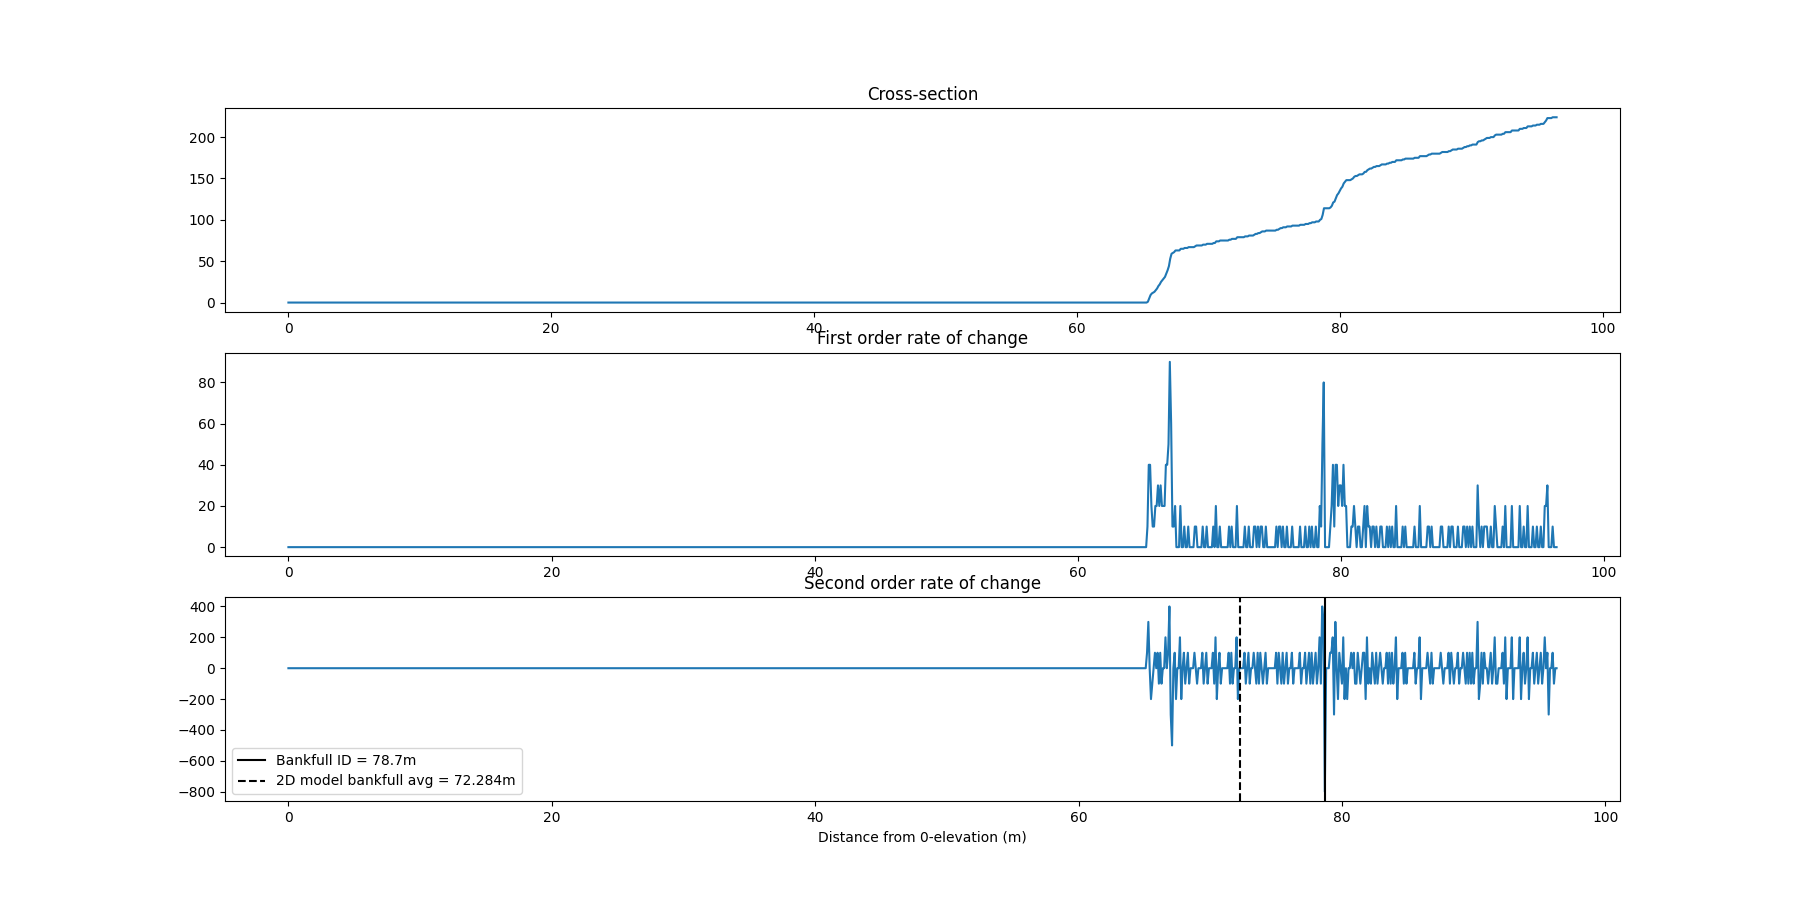 Cross-section
200
150
100
50
0
0 20 40 60 80 100
First order rate of change
80
60
40
20
0
0 20 40 60 80 100
Second order rate of change
400
200
0
−200
−400
−600
−800
Bankfull ID = 78.7m
2D model bankfull avg = 72.284m
0 20 40 60 80 100
Distance from 0-elevation (m)